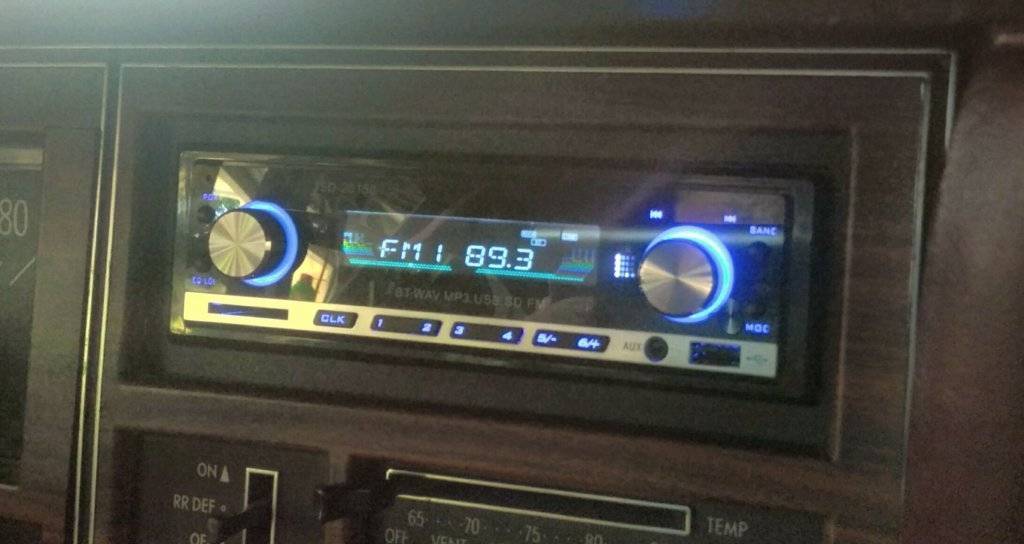 80
BAND
FM1 89.3
BT.WAV MP3.USB.SD FM
CLK 1 2 3 4 5/- 6/+ AUX
ON
RR DEF
65 70 75 80 TEMP
OFF VENT